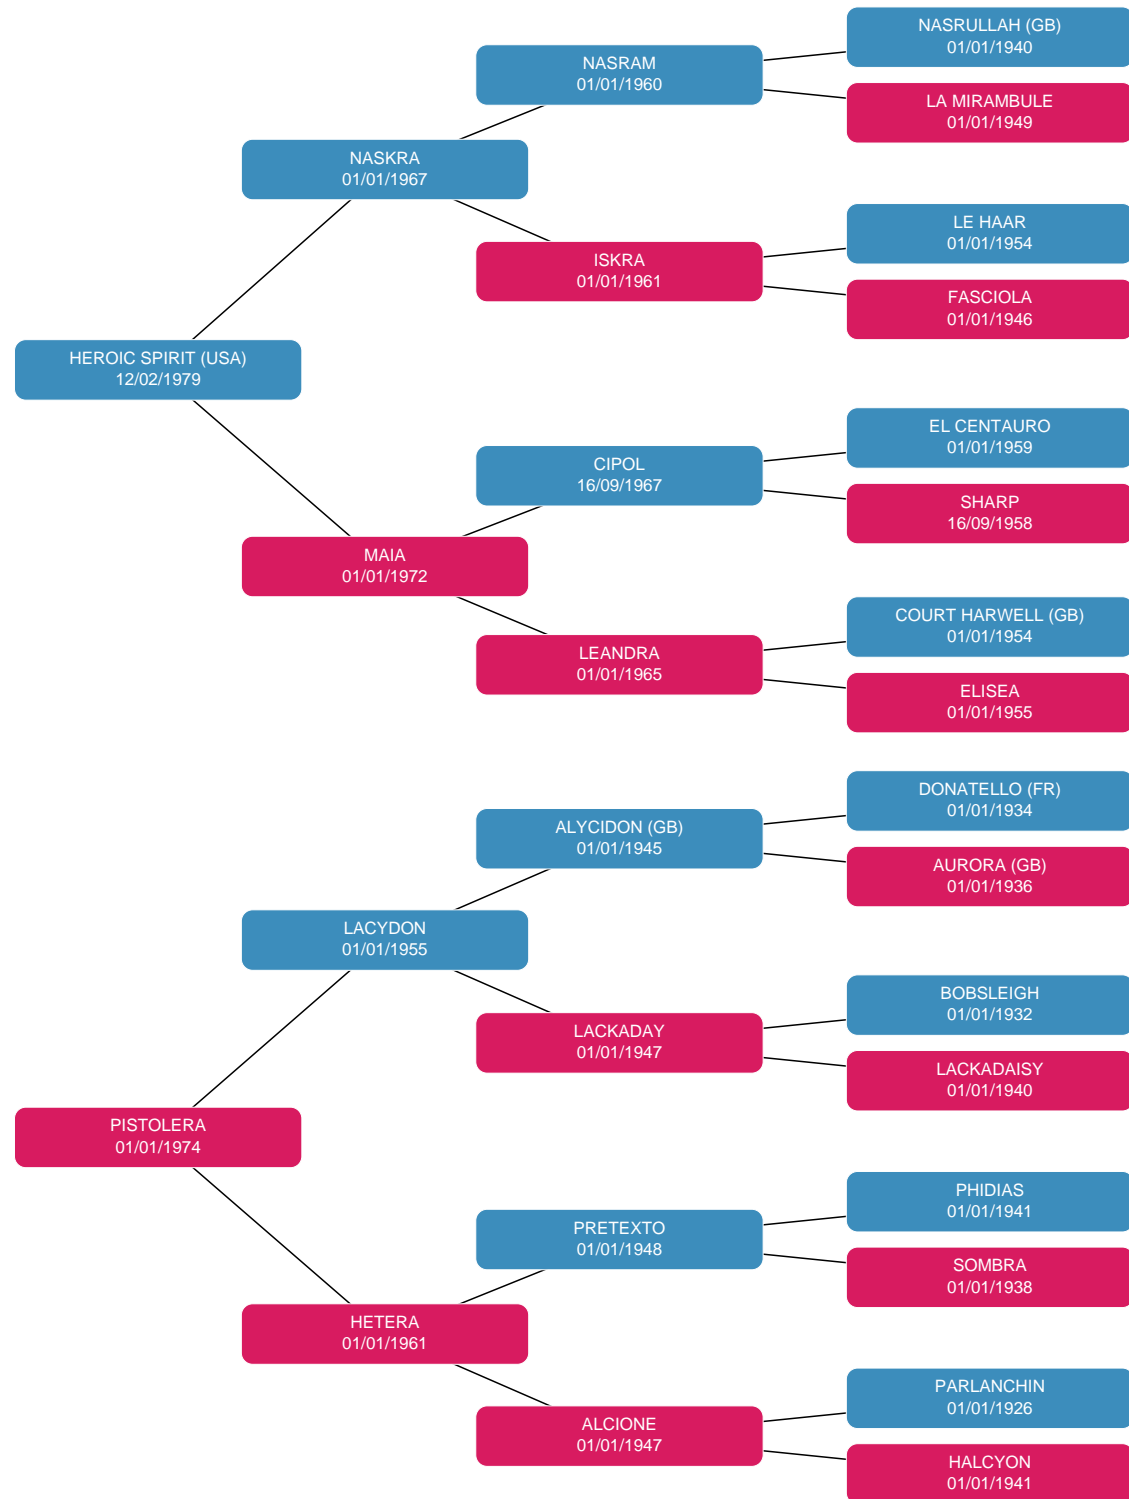 NASRULLAH (GB)
01/01/1940
NASRAM
01/01/1960
LA MIRAMBULE
01/01/1949
NASKRA
01/01/1967
LE HAAR
01/01/1954
ISKRA
01/01/1961
FASCIOLA
01/01/1946
HEROIC SPIRIT (USA)
12/02/1979
EL CENTAURO
01/01/1959
CIPOL
16/09/1967
SHARP
16/09/1958
MAIA
01/01/1972
COURT HARWELL (GB)
01/01/1954
LEANDRA
01/01/1965
ELISEA
01/01/1955
DONATELLO (FR)
01/01/1934
ALYCIDON (GB)
01/01/1945
AURORA (GB)
01/01/1936
LACYDON
01/01/1955
BOBSLEIGH
01/01/1932
LACKADAY
01/01/1947
LACKADAISY
01/01/1940
PISTOLERA
01/01/1974
PHIDIAS
01/01/1941
PRETEXTO
01/01/1948
SOMBRA
01/01/1938
HETERA
01/01/1961
PARLANCHIN
01/01/1926
ALCIONE
01/01/1947
HALCYON
01/01/1941